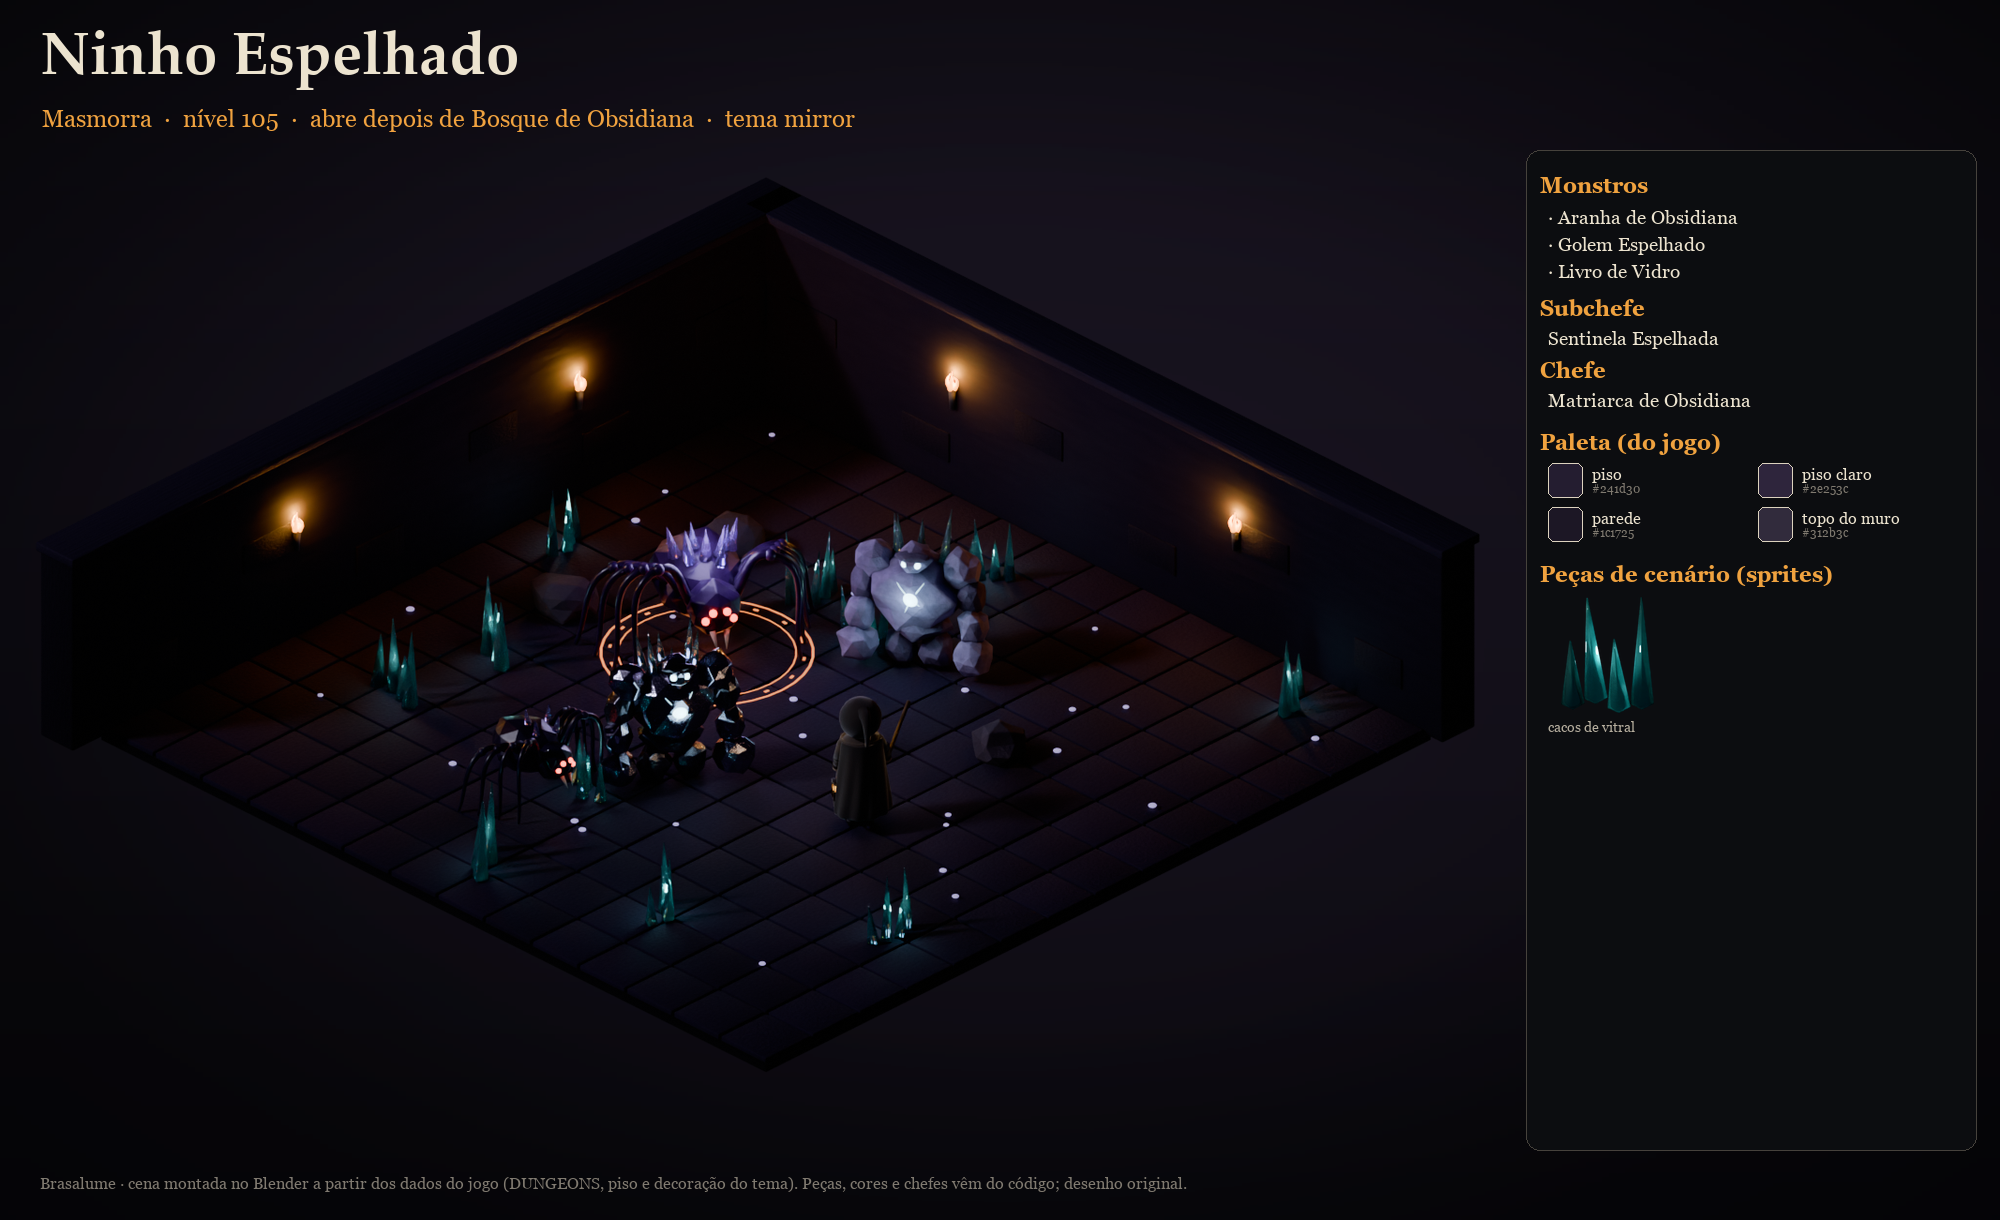 Ninho Espelhado
Masmorra · nível 105 · abre depois de Bosque de Obsidiana · tema mirror
Monstros
· Aranha de Obsidiana
· Golem Espelhado
· Livro de Vidro
Subchefe
Sentinela Espelhada
Chefe
Matriarca de Obsidiana
Paleta (do jogo)
piso
#241d30
piso claro
#2e253c
parede
#1c1725
topo do muro
#312b3c
Peças de cenário (sprites)
cacos de vitral
Brasalume · cena montada no Blender a partir dos dados do jogo (DUNGEONS, piso e decoração do tema). Peças, cores e chefes vêm do código; desenho original.